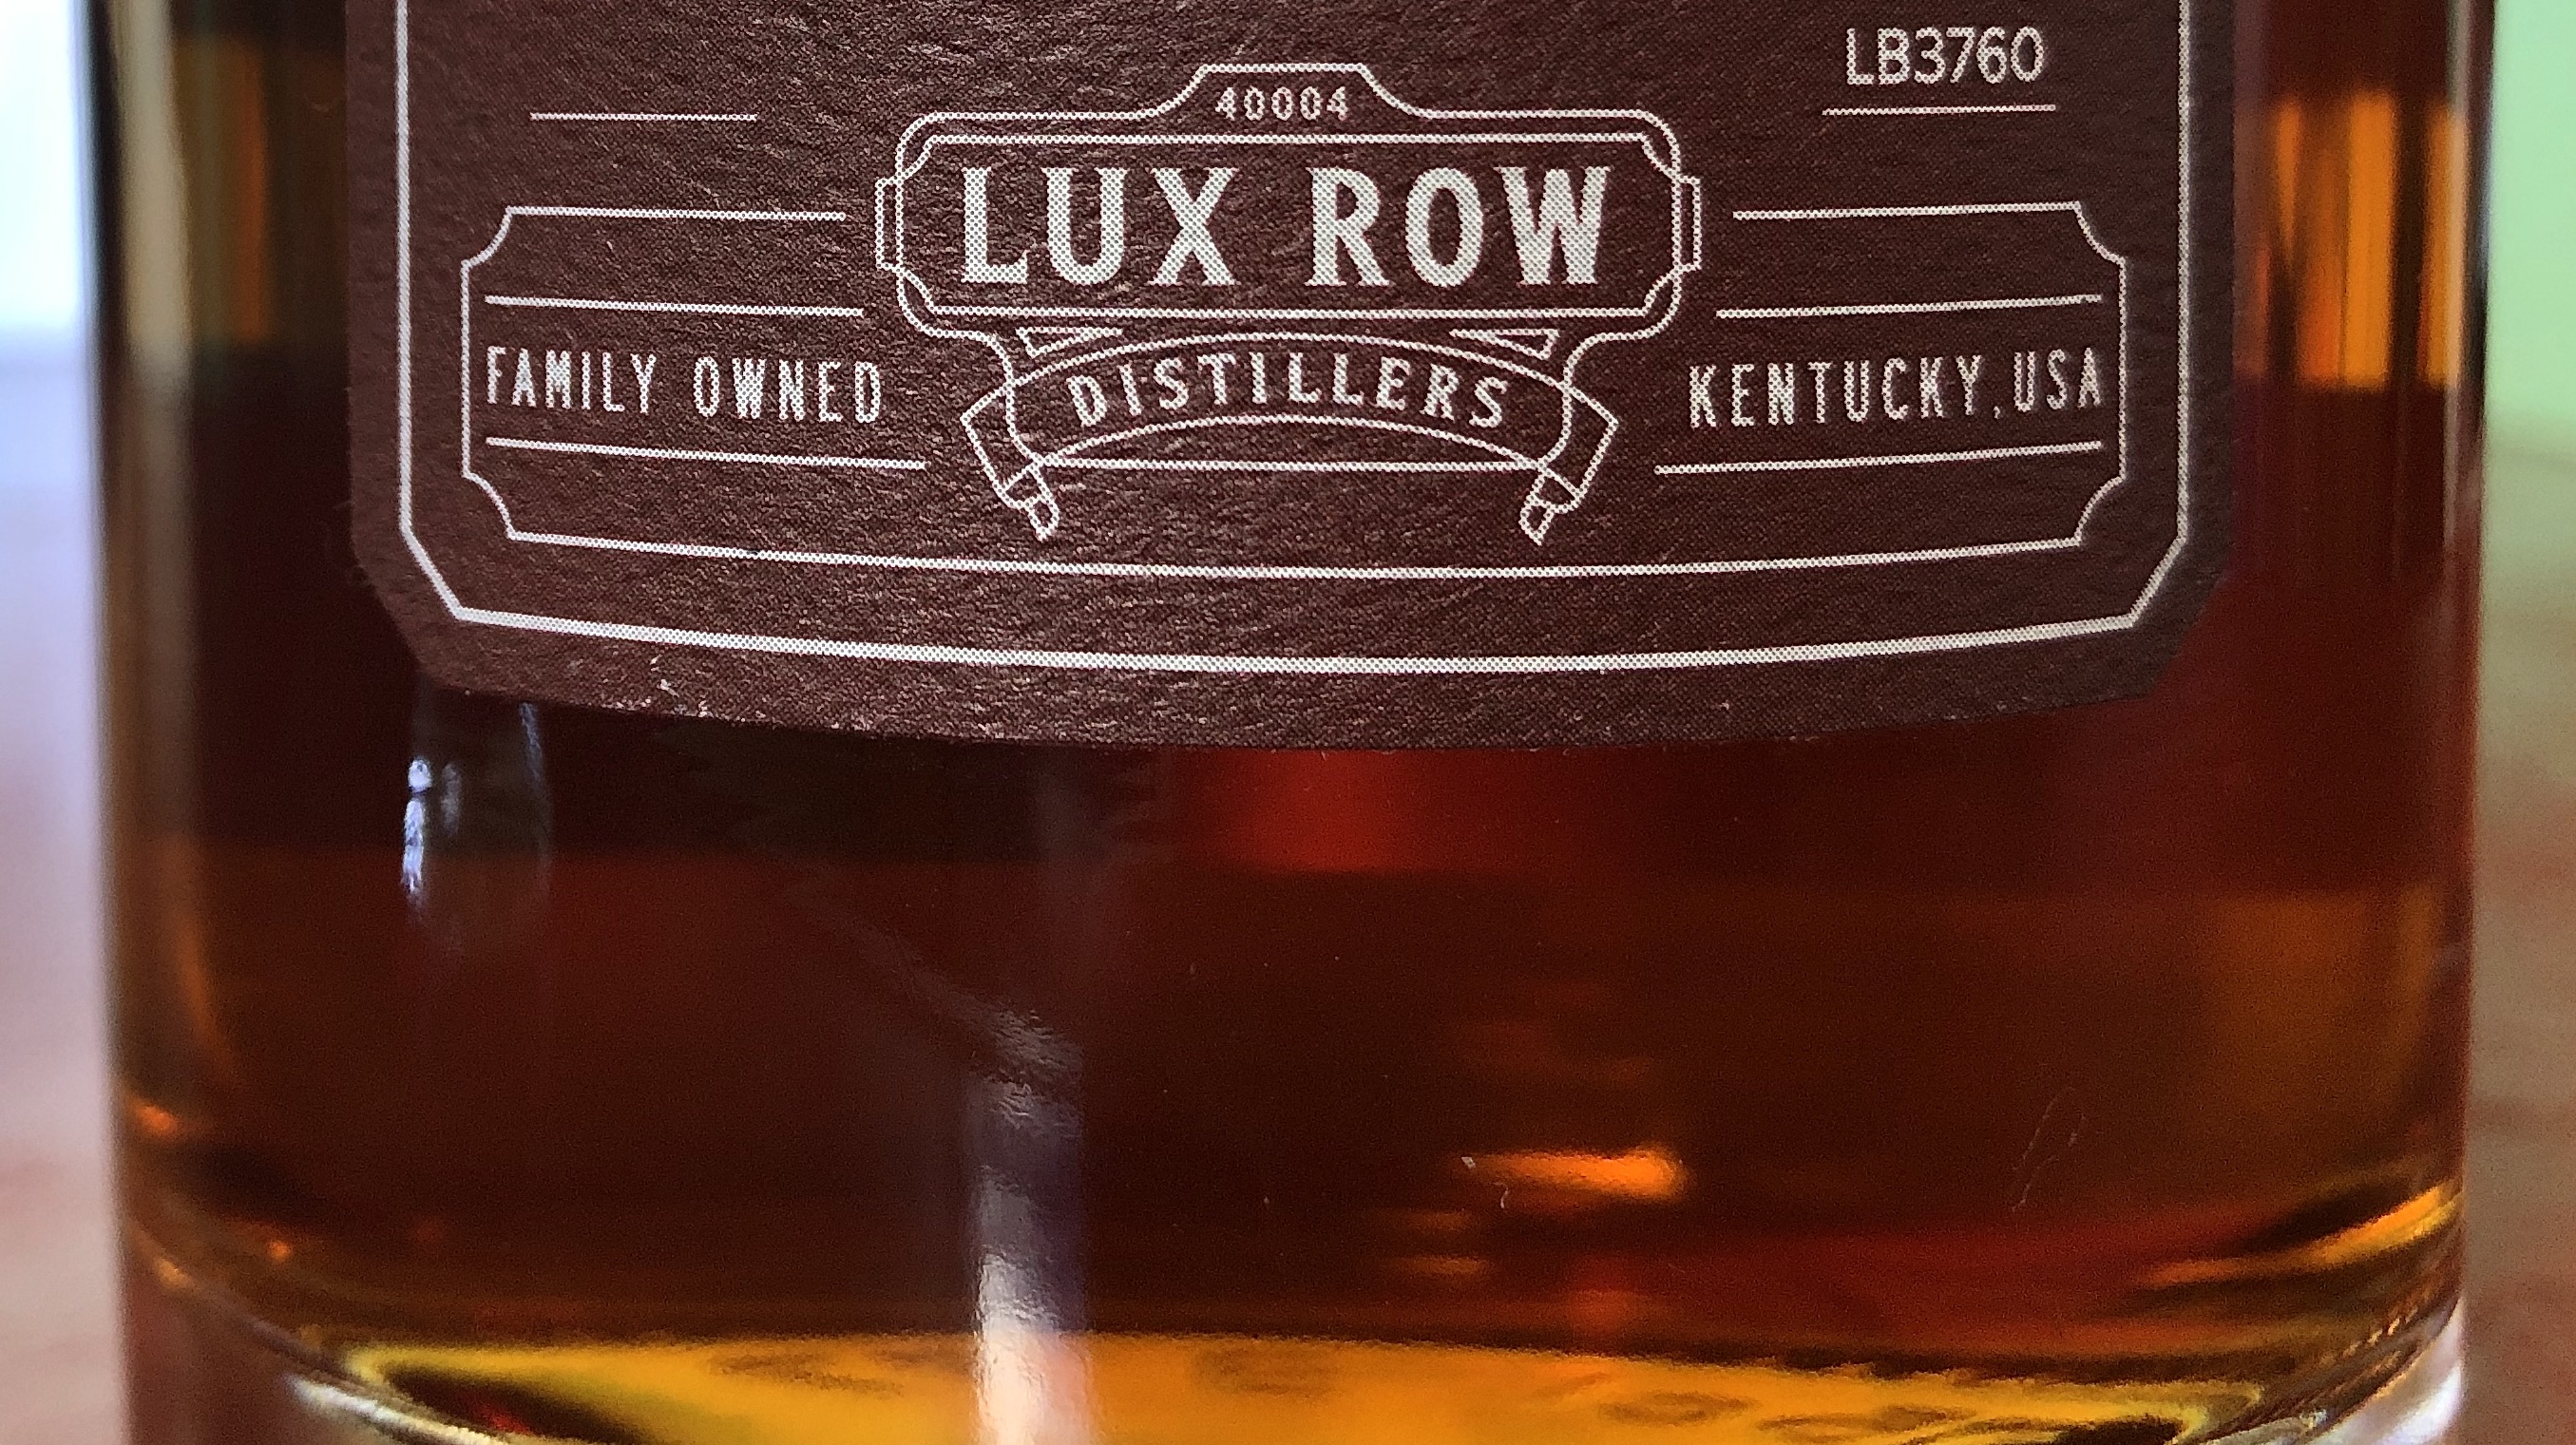 LB3760
40004
LUX ROW
DISTILLERS
FAMILY OWNED
KENTUCKY, USA